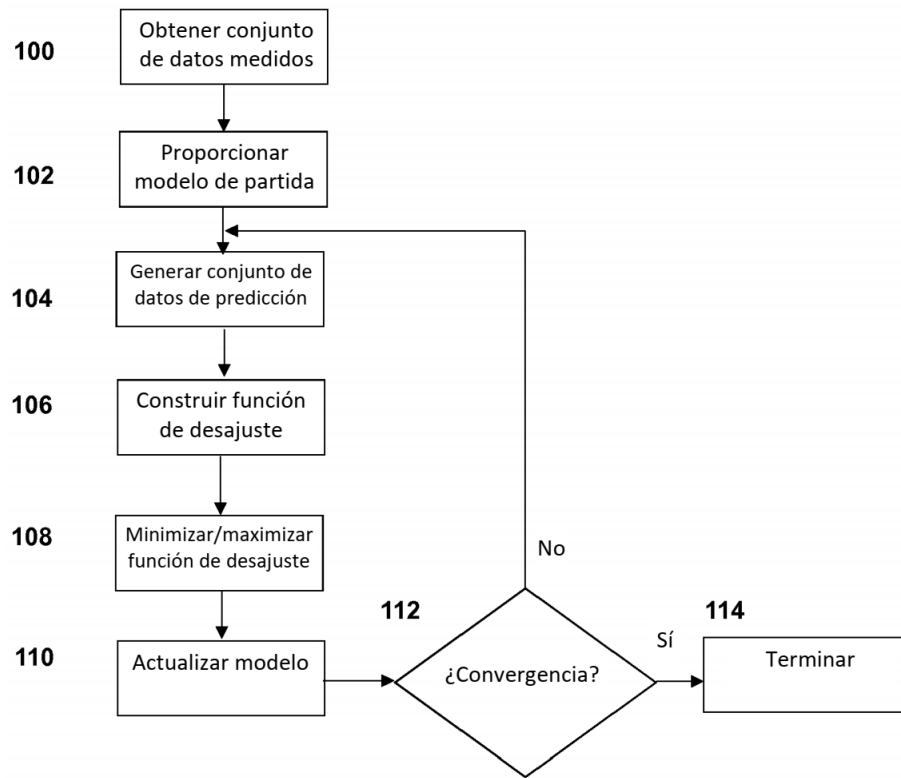 100
Obtener conjunto
de datos medidos
102
Proporcionar
modelo de partida
104
Generar conjunto de
datos de predicción
106
Construir función
de desajuste
108
Minimizar/maximizar
función de desajuste
No
110
Actualizar modelo
112
¿Convergencia?
Sí
114
Terminar